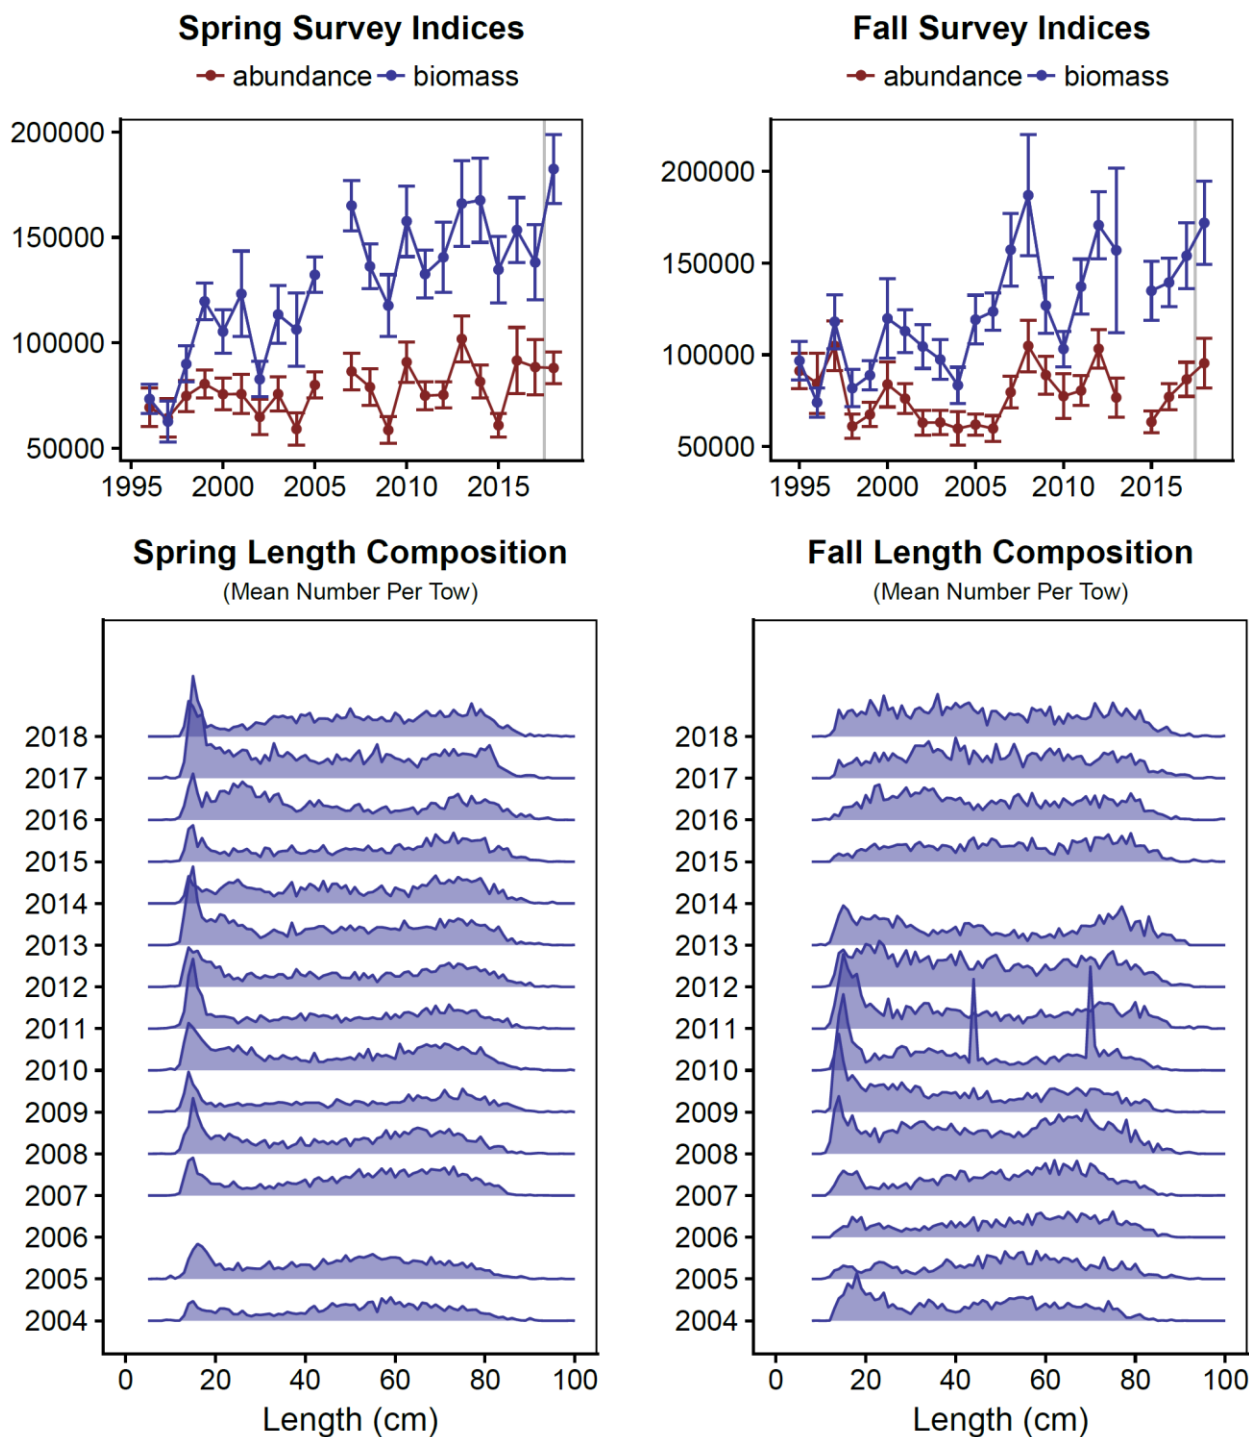 Spring Survey Indices
abundance biomass
200000
150000
100000
50000
1995 2000 2005 2010 2015
Fall Survey Indices
abundance biomass
200000
150000
100000
50000
1995 2000 2005 2010 2015
Spring Length Composition
(Mean Number Per Tow)
2018
2017
2016
2015
2014
2013
2012
2011
2010
2009
2008
2007
2006
2005
2004
0 20 40 60 80 100
Length (cm)
Fall Length Composition
(Mean Number Per Tow)
2018
2017
2016
2015
2014
2013
2012
2011
2010
2009
2008
2007
2006
2005
2004
0 20 40 60 80 100
Length (cm)